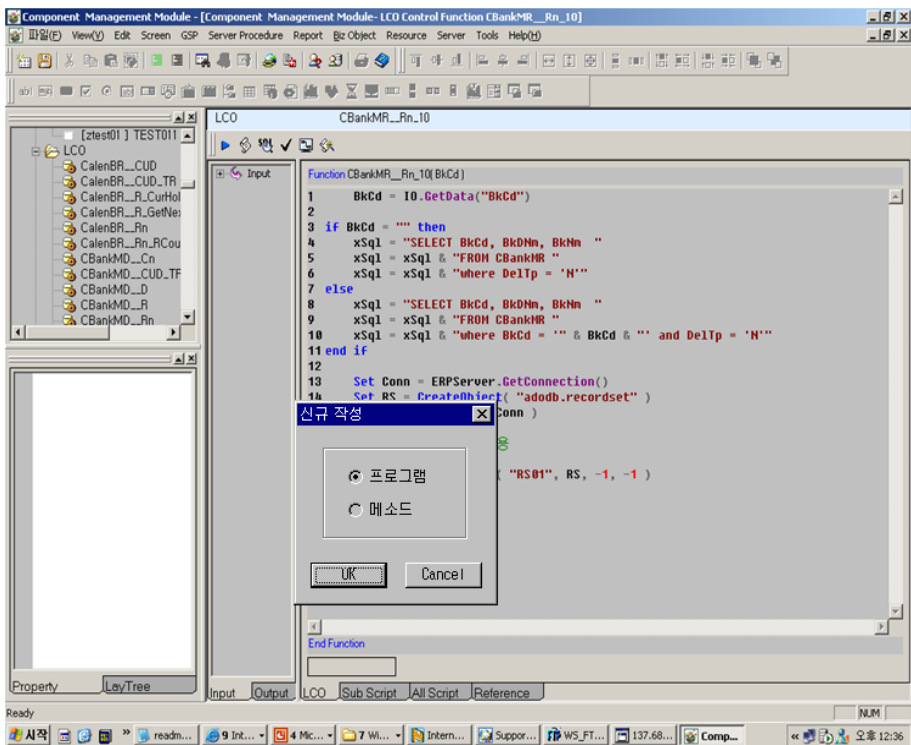 Component Management Module - [Component Management Module- LCO Control Function CBankMR__Rn_10]
파일(F) View(V) Edit Screen GSP Server Procedure Report Biz Object Resource Server Tools Help(H)
[ztest01 ] TEST011
LCO
CalenBR__CUD
CalenBR__CUD_TR
CalenBR__R_CurHol
CalenBR__R_GetNe
CalenBR__Rn
CalenBR__Rn_RCou
CBankMD__Cn
CBankMD__CUD_TF
CBankMD__D
CBankMD__R
CBankMD__Rn
Property LayTree
LCO CBankMR__Rn_10
SQL
Input
Input Output
Function CBankMR__Rn_10( BkCd )
1 BkCd = IO.GetData("BkCd")
2
3 if BkCd = "" then
4 xSql = "SELECT BkCd, BkDNm, BkNm "
5 xSql = xSql & "FROM CBankMR "
6 xSql = xSql & "where DelTp = 'N'"
7 else
8 xSql = "SELECT BkCd, BkDNm, BkNm "
9 xSql = xSql & "FROM CBankMR "
10 xSql = xSql & "where BkCd = '" & BkCd & "' and DelTp = 'N'"
11 end if
12
13 Set Conn = ERPServer.GetConnection()
14 Set RS = CreateObject( "adodb.recordset" )
Conn )
용
( "RS01", RS, -1, -1 )
End Function
LCO Sub Script All Script Reference
신규 작성
프로그램
메소드
OK Cancel
Ready NUM
시작 » readm... 9 Int... 4 Mic... 7 Wi... Intern... Suppor... WS_FT... 137.68... Comp... « 오후 12:36